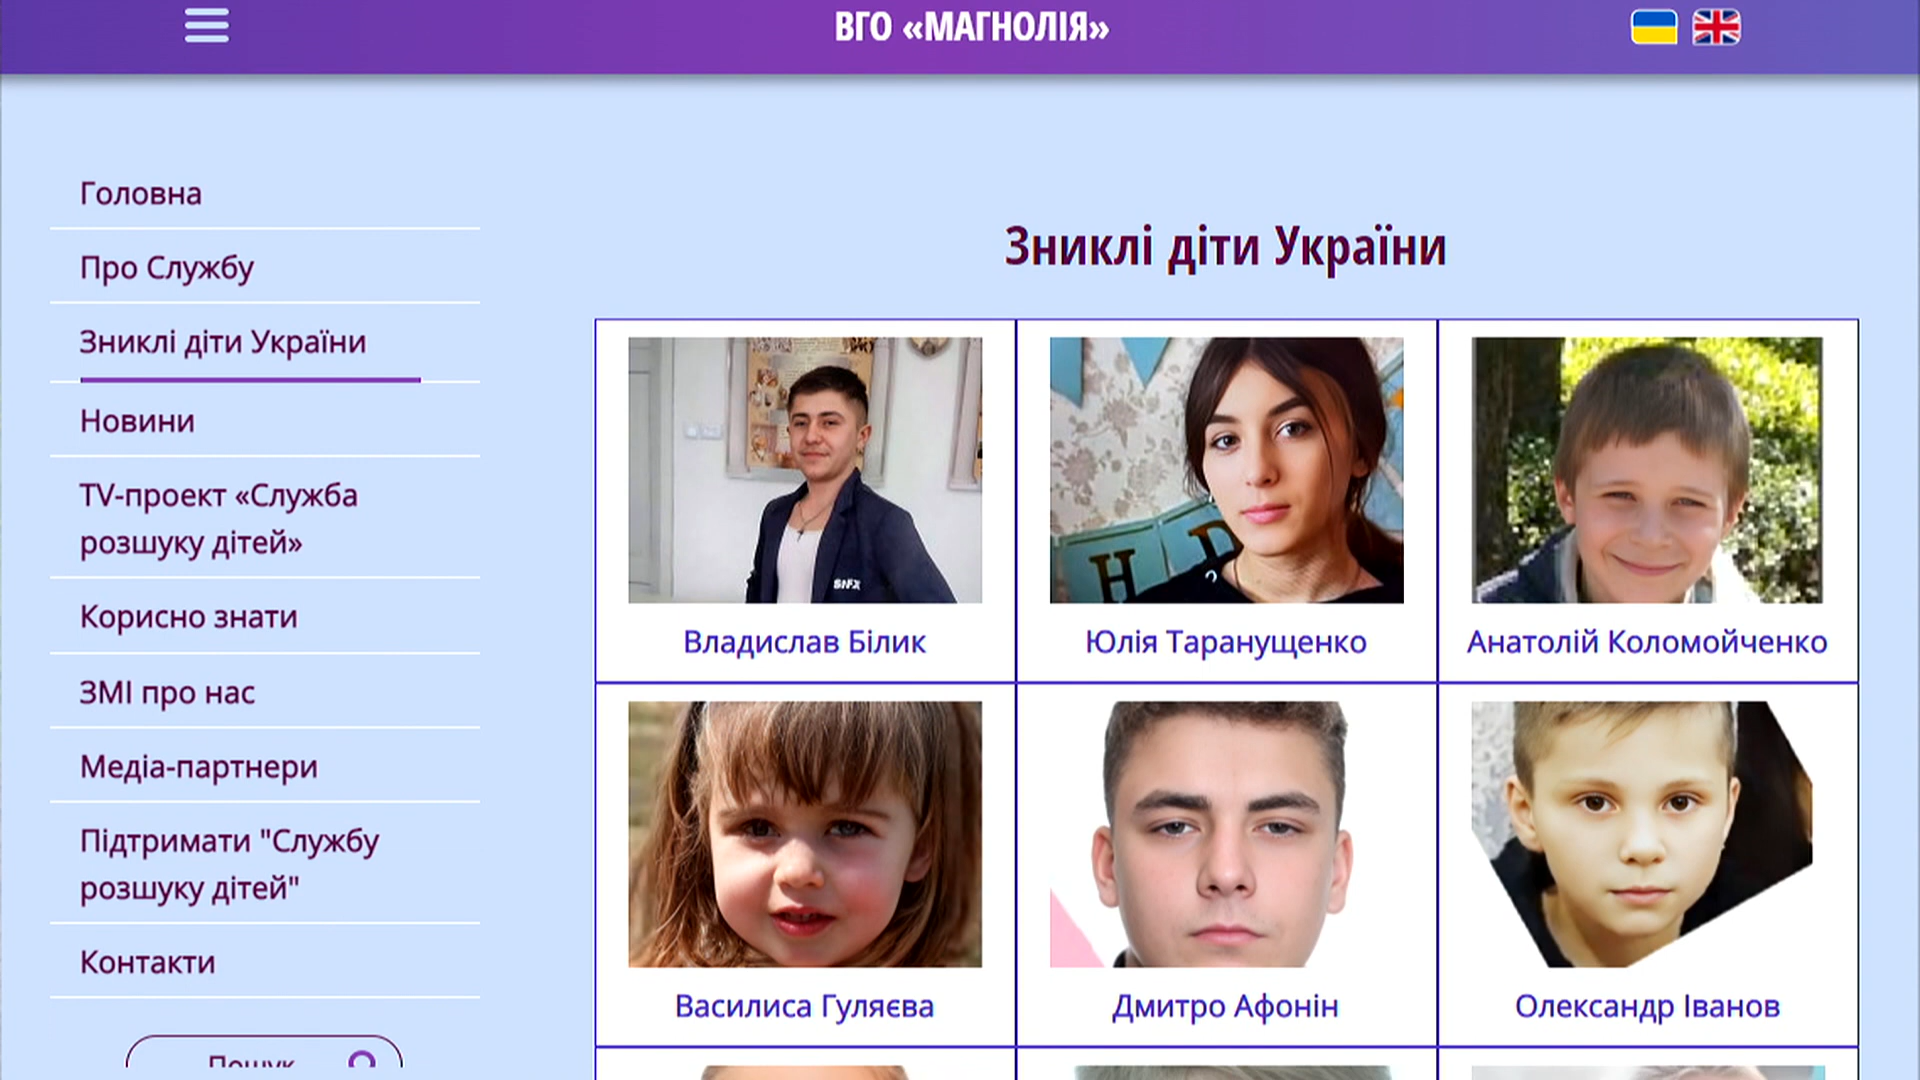 ВГО «МАГНОЛІЯ»
Головна
Про Службу
Зниклі діти України
Новини
TV-проект «Служба
розшуку дітей»
Корисно знати
ЗМІ про нас
Медіа-партнери
Підтримати "Службу
розшуку дітей"
Контакти
Пошук
Зниклі діти України
SNFX
Владислав Білик
Юлія Таранущенко
Анатолій Коломойченко
Василиса Гуляєва
Дмитро Афонін
Олександр Іванов